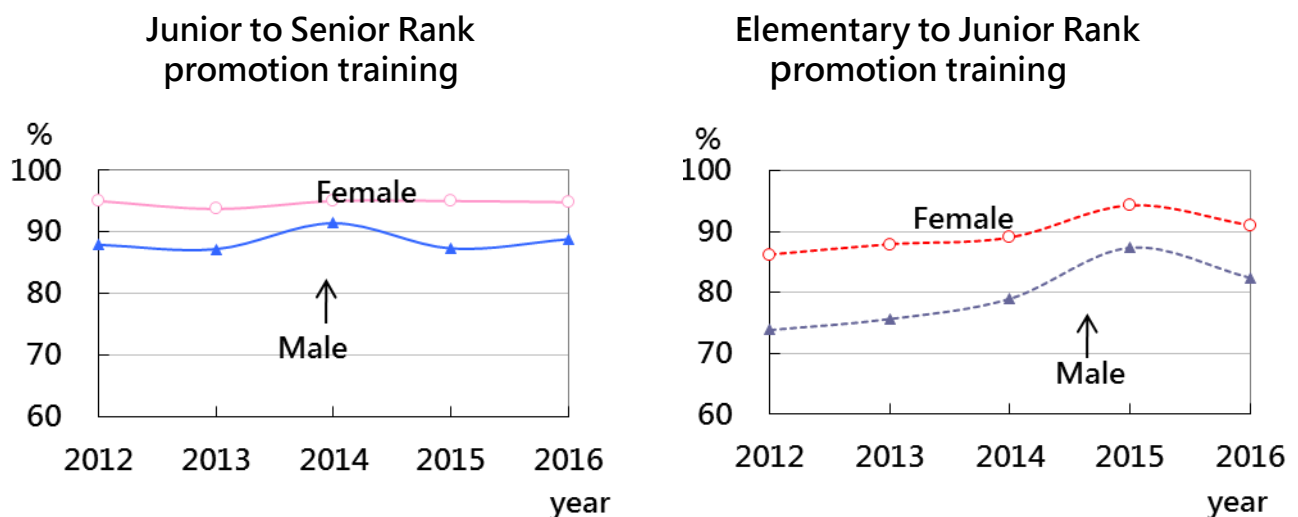 Junior to Senior Rank
promotion training
%
100
90
80
70
60
Female
Male
2012 2013 2014 2015 2016
year
Elementary to Junior Rank
promotion training
%
100
90
80
70
60
Female
Male
2012 2013 2014 2015 2016
year